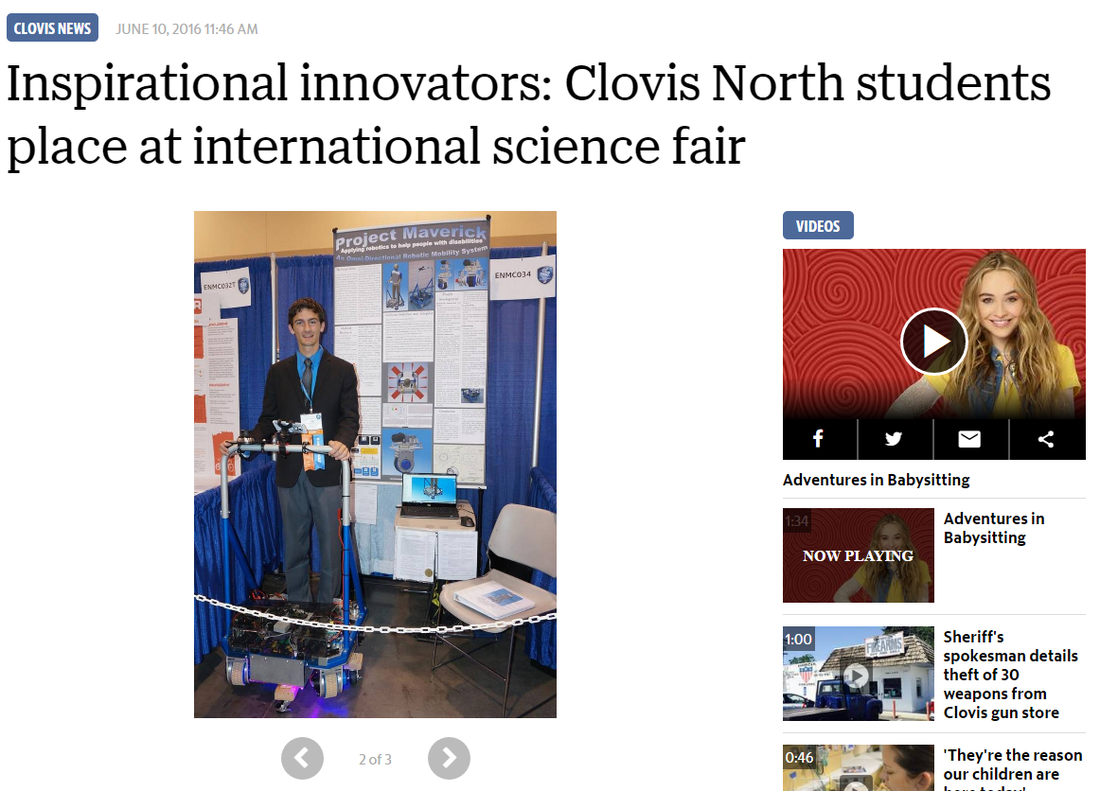 CLOVIS NEWS
JUNE 10, 2016 11:46 AM
Inspirational innovators: Clovis North students
place at international science fair
Project Maverick
Applying robotics to help people with disabilities
An Omni-Directional Robotic Mobility System
ENMC032T
ENMC034
2 of 3
VIDEOS
Adventures in Babysitting
1:34
NOW PLAYING
Adventures in
Babysitting
1:00
FIREARMS
Sheriff's
spokesman details
theft of 30
weapons from
Clovis gun store
0:46
'They're the reason
our children are
here today'